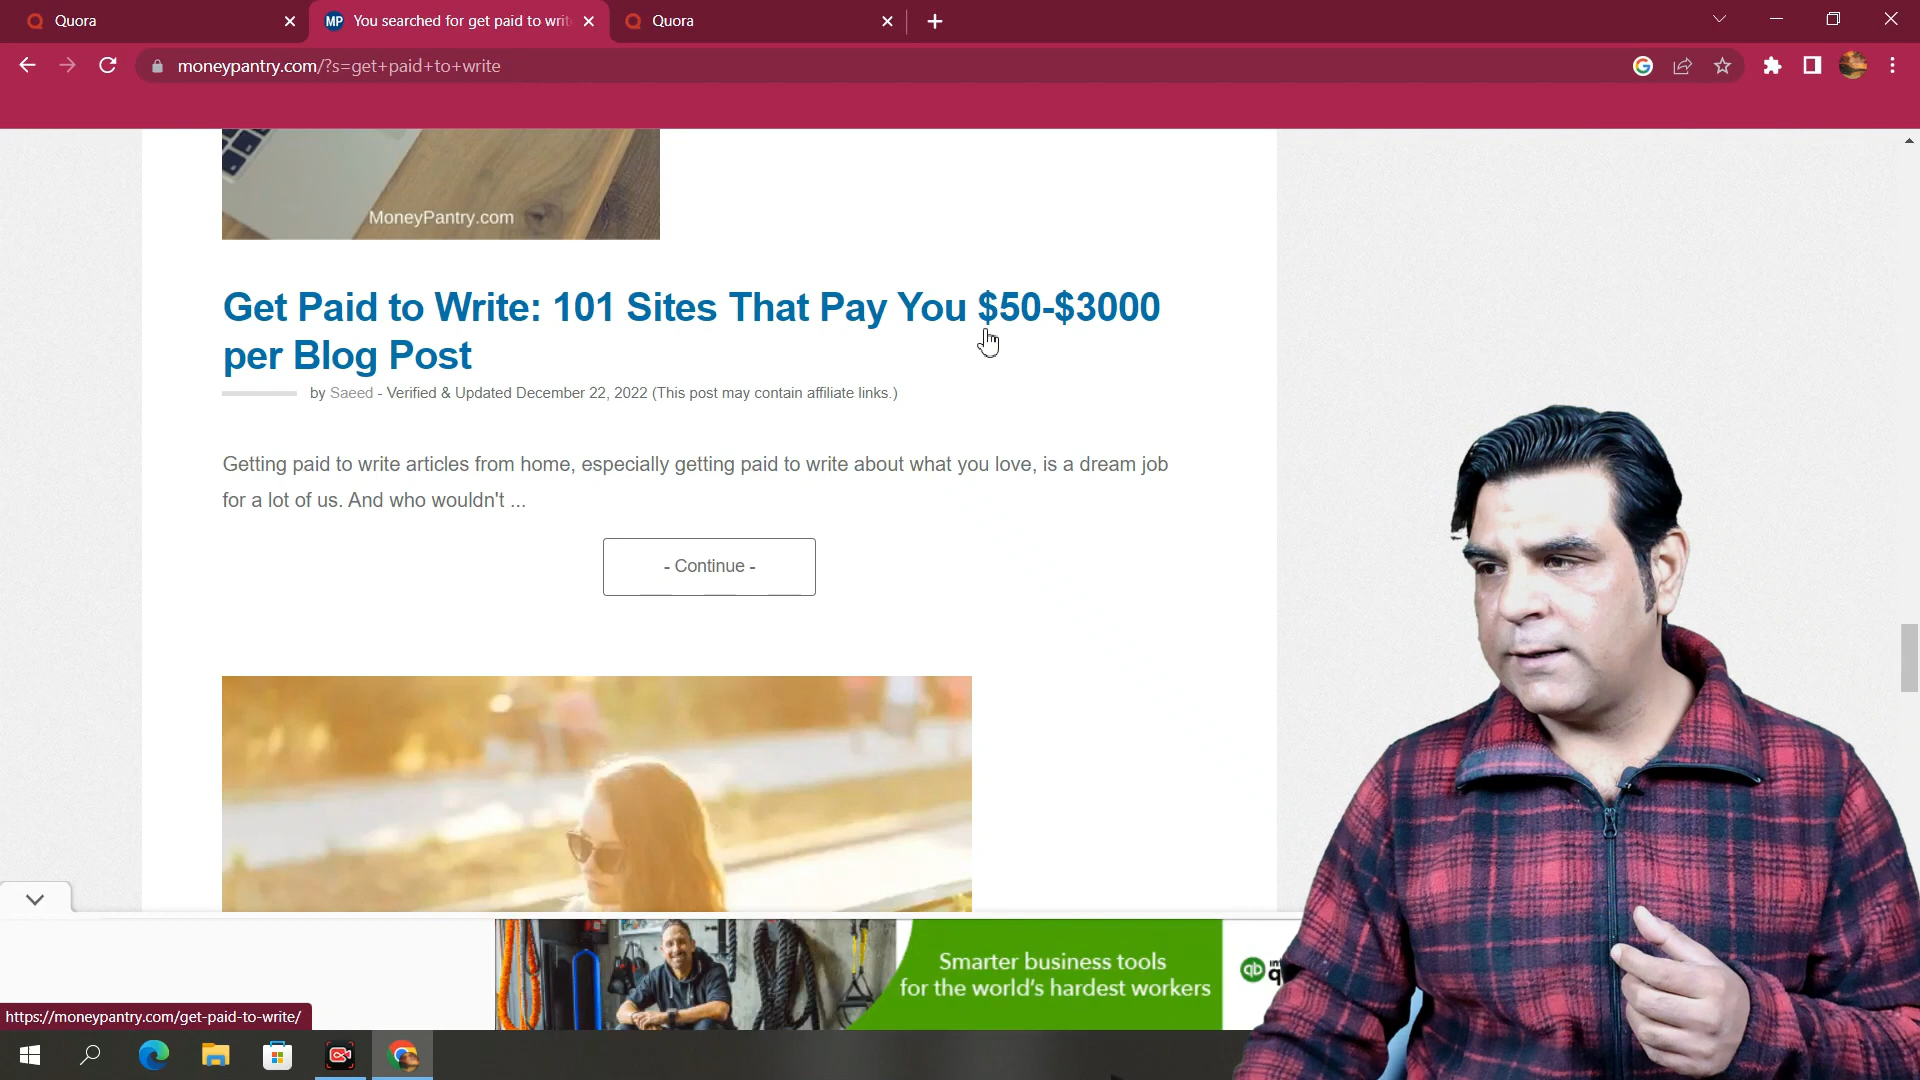 Quora
MP You searched for get paid to writ
Quora
moneypantry.com/?s=get+paid+to+write
MoneyPantry.com
Get Paid to Write: 101 Sites That Pay You $50-$3000
per Blog Post
by Saeed - Verified & Updated December 22, 2022 (This post may contain affiliate links.)
Getting paid to write articles from home, especially getting paid to write about what you love, is a dream job
for a lot of us. And who wouldn't ...
- Continue -
Smarter business tools
for the world's hardest workers
qb
https://moneypantry.com/get-paid-to-write/